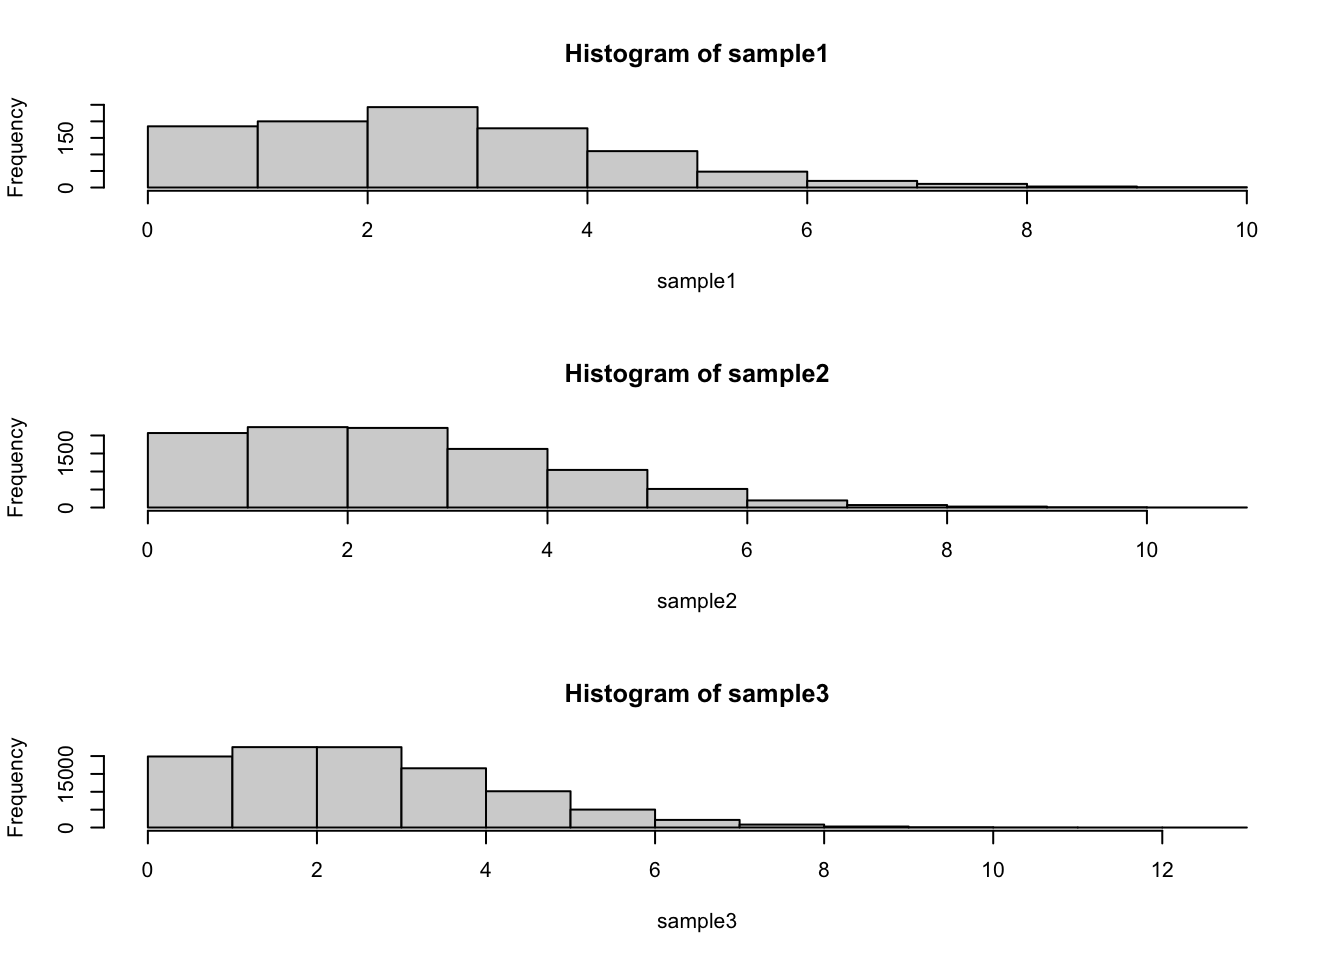 Histogram of sample1
Frequency
150
0
0 2 4 6 8 10
sample1
Histogram of sample2
Frequency
1500
0
0 2 4 6 8 10
sample2
Histogram of sample3
Frequency
15000
0
0 2 4 6 8 10 12
sample3